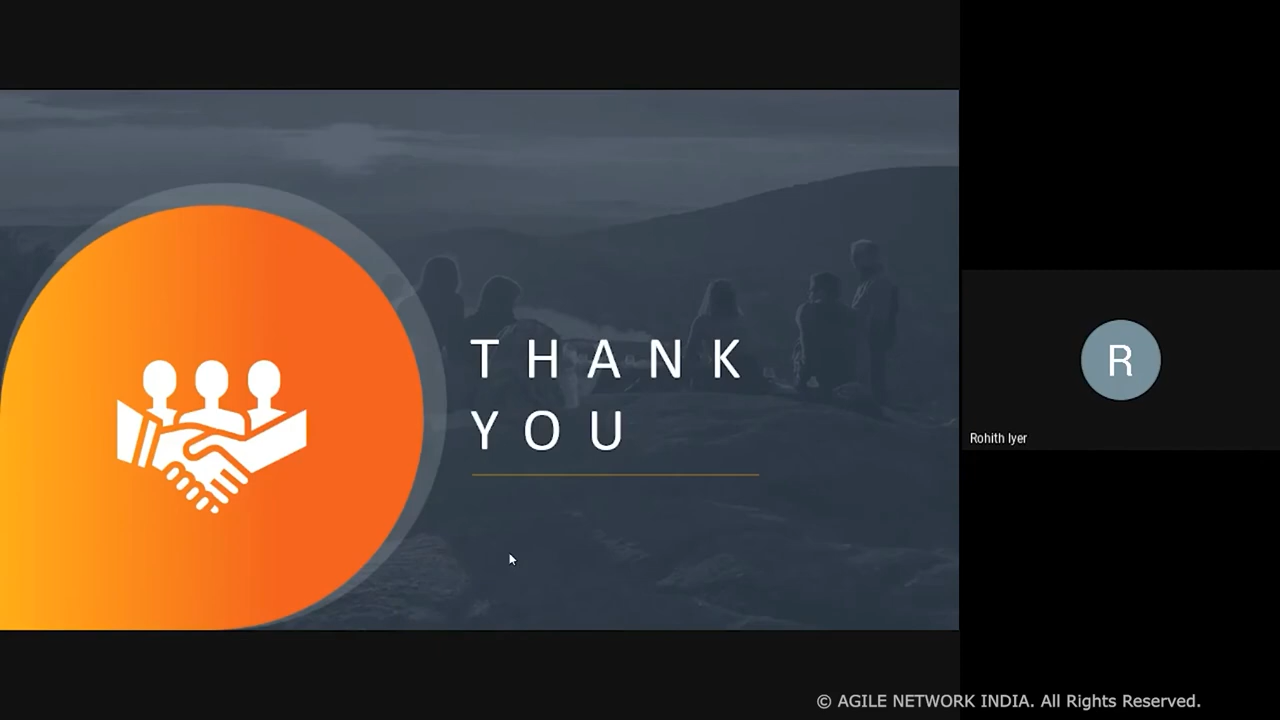 THANK
YOU
R
Rohith Iyer
© AGILE NETWORK INDIA. All Rights Reserved.